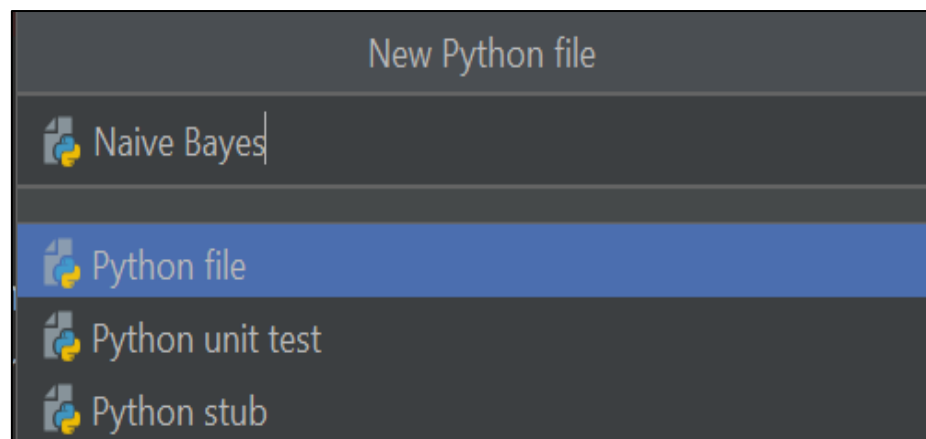 New Python file
Naive Bayes
Python file
Python unit test
Python stub